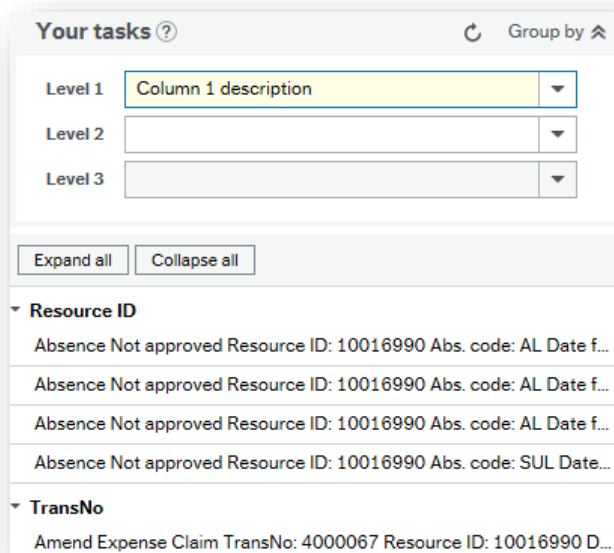 Your tasks ? Group by
Level 1 Column 1 description
Level 2
Level 3
Expand all Collapse all
Resource ID
Absence Not approved Resource ID: 10016990 Abs. code: AL Date f...
Absence Not approved Resource ID: 10016990 Abs. code: AL Date f...
Absence Not approved Resource ID: 10016990 Abs. code: AL Date f...
Absence Not approved Resource ID: 10016990 Abs. code: SUL Date...
TransNo
Amend Expense Claim TransNo: 4000067 Resource ID: 10016990 D...